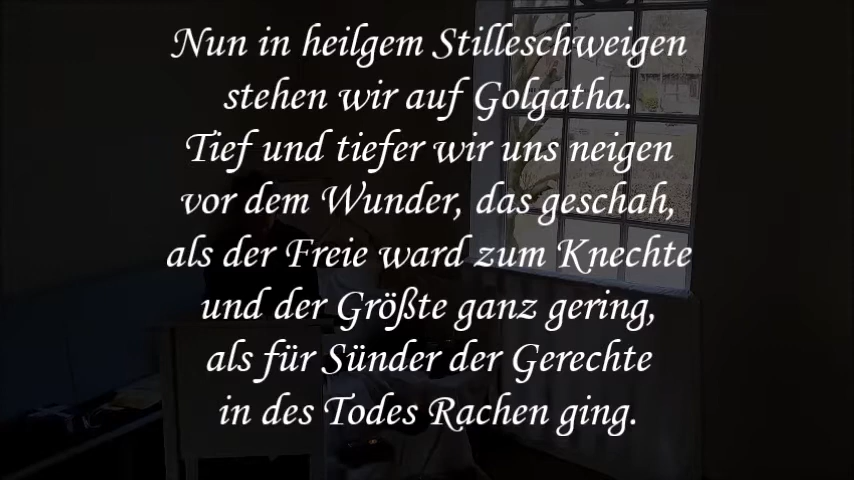 Nun in heilgem Stilleschweigen
stehen wir auf Golgatha.
Tief und tiefer wir uns neigen
vor dem Wunder, das geschah,
als der Freie ward zum Knechte
und der Größte ganz gering,
als für Sünder der Gerechte
in des Todes Rachen ging.